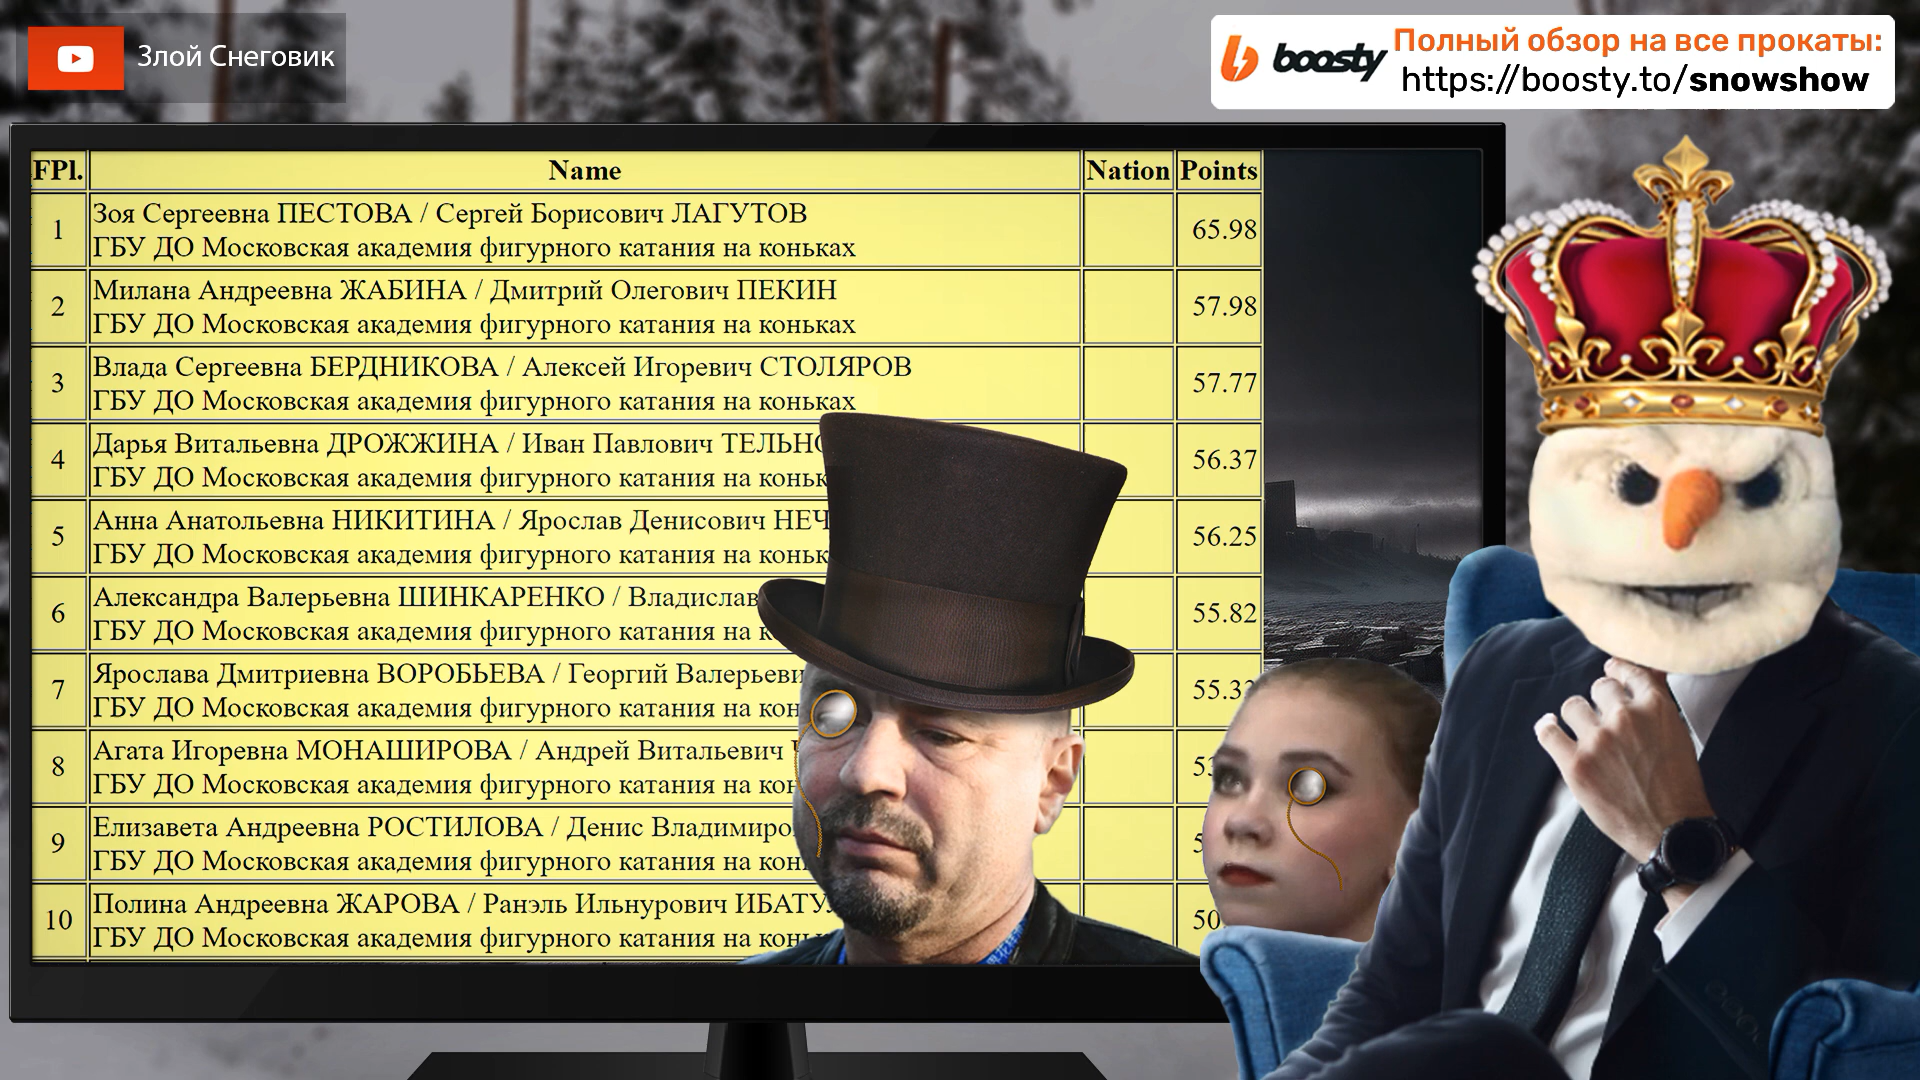 Злой Снеговик
boosty
Полный обзор на все прокаты:
https://boosty.to/snowshow
FPl. Name Nation Points
1 Зоя Сергеевна ПЕСТОВА / Сергей Борисович ЛАГУТОВ 65.98
ГБУ ДО Московская академия фигурного катания на коньках
2 Милана Андреевна ЖАБИНА / Дмитрий Олегович ПЕКИН 57.98
ГБУ ДО Московская академия фигурного катания на коньках
3 Влада Сергеевна БЕРДНИКОВА / Алексей Игоревич СТОЛЯРОВ 57.77
ГБУ ДО Московская академия фигурного катания на коньках
4 Дарья Витальевна ДРОЖЖИНА / Иван Павлович 56.37
ГБУ ДО Московская академия фигурного катания на
5 Анна Анатольевна НИКИТИНА / Ярослав Денисович 56.25
ГБУ ДО Московская академия фигурного катания на
6 Александра Валерьевна ШИНКАРЕНКО / Владислав 55.82
ГБУ ДО Московская академия фигурного катания на
7 Ярослава Дмитриевна ВОРОБЬЕВА / Георгий
ГБУ ДО Московская академия фигурного катания на
8 Агата Игоревна МОНАШИРОВА / Андрей Витальевич
ГБУ ДО Московская академия фигурного катания на
9 Елизавета Андреевна РОСТИЛОВА / Денис
ГБУ ДО Московская академия фигурного катания на
10 Полина Андреевна ЖАРОВА / Ранэль Ильнурович
ГБУ ДО Московская академия фигурного катания на